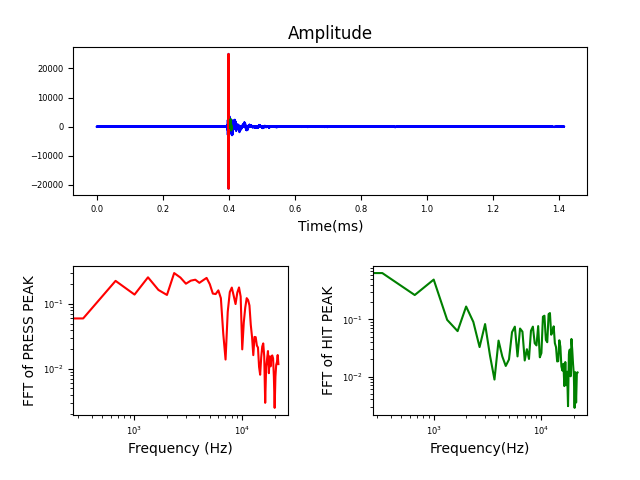 Amplitude
20000
10000
0
−10000
−20000
0.0 0.2 0.4 0.6 0.8 1.0 1.2 1.4
Time(ms)
FFT of PRESS PEAK
10⁻¹
10⁻²
10³ 10⁴
Frequency (Hz)
FFT of HIT PEAK
10⁻¹
10⁻²
10³ 10⁴
Frequency(Hz)